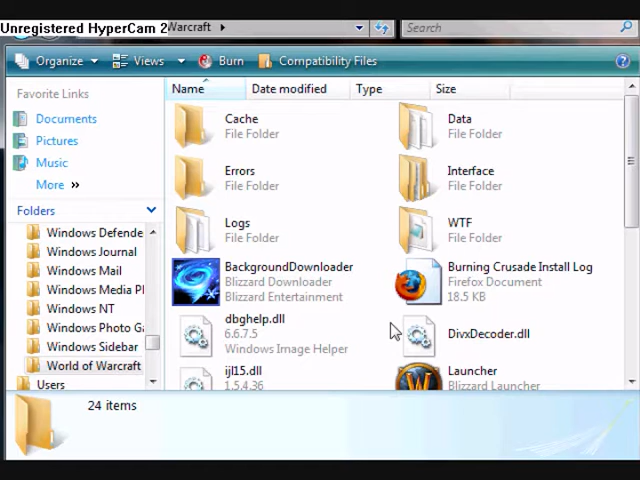 Unregistered HyperCam 2
Warcraft
Search
Organize
Views
Burn
Compatibility Files
Favorite Links
Documents
Pictures
Music
More
Folders
Windows Defende
Windows Journal
Windows Mail
Windows Media Pl
Windows NT
Windows Photo Ga
Windows Sidebar
World of Warcraft
Users
Name
Date modified
Type
Size
Cache
File Folder
Data
File Folder
Errors
File Folder
Interface
File Folder
Logs
File Folder
WTF
File Folder
BackgroundDownloader
Blizzard Downloader
Blizzard Entertainment
Burning Crusade Install Log
Firefox Document
18.5 KB
dbghelp.dll
6.6.7.5
Windows Image Helper
DivxDecoder.dll
ijl15.dll
1.5.4.36
Launcher
Blizzard Launcher
24 items